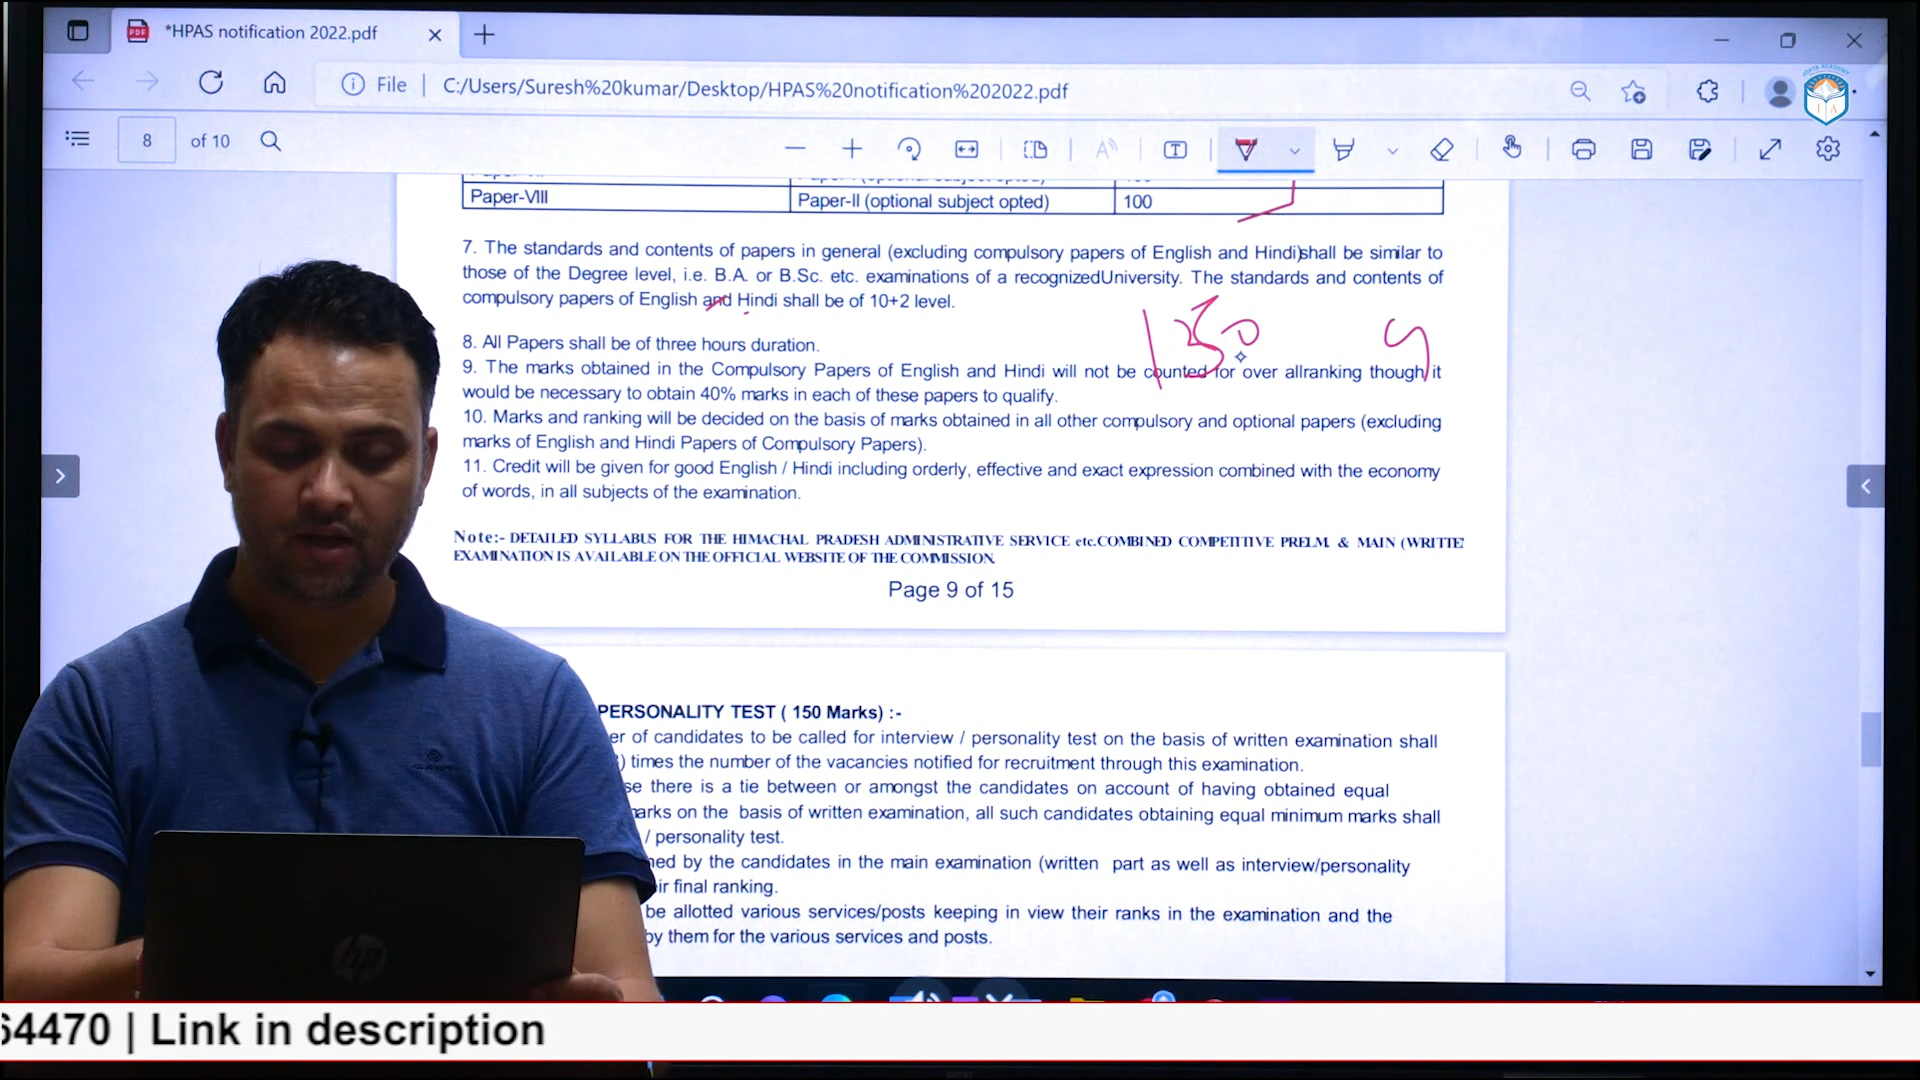 *HPAS notification 2022.pdf
File | C:/Users/Suresh%20kumar/Desktop/HPAS%20notification%202022.pdf
8 of 10
Paper-VIII Paper-II (optional subject opted) 100
7. The standards and contents of papers in general (excluding compulsory papers of English and Hindi)shall be similar to
those of the Degree level, i.e. B.A. or B.Sc. etc. examinations of a recognizedUniversity. The standards and contents of
compulsory papers of English and Hindi shall be of 10+2 level.
8. All Papers shall be of three hours duration.
9. The marks obtained in the Compulsory Papers of English and Hindi will not be counted for over allranking though it
would be necessary to obtain 40% marks in each of these papers to qualify.
10. Marks and ranking will be decided on the basis of marks obtained in all other compulsory and optional papers (excluding
marks of English and Hindi Papers of Compulsory Papers).
11. Credit will be given for good English / Hindi including orderly, effective and exact expression combined with the economy
of words, in all subjects of the examination.
Note:- DETAILED SYLLABUS FOR THE HIMACHAL PRADESH ADMINISTRATIVE SERVICE etc.COMBINED COMPETITIVE PRELM. & MAIN (WRITTE
EXAMINATION IS AVAILABLE ON THE OFFICIAL WEBSITE OF THE COMMISSION.
Page 9 of 15
PERSONALITY TEST ( 150 Marks) :-
er of candidates to be called for interview / personality test on the basis of written examination shall
) times the number of the vacancies notified for recruitment through this examination.
se there is a tie between or amongst the candidates on account of having obtained equal
arks on the basis of written examination, all such candidates obtaining equal minimum marks shall
/ personality test.
ned by the candidates in the main examination (written part as well as interview/personality
ir final ranking.
be allotted various services/posts keeping in view their ranks in the examination and the
by them for the various services and posts.
hp
64470 | Link in description